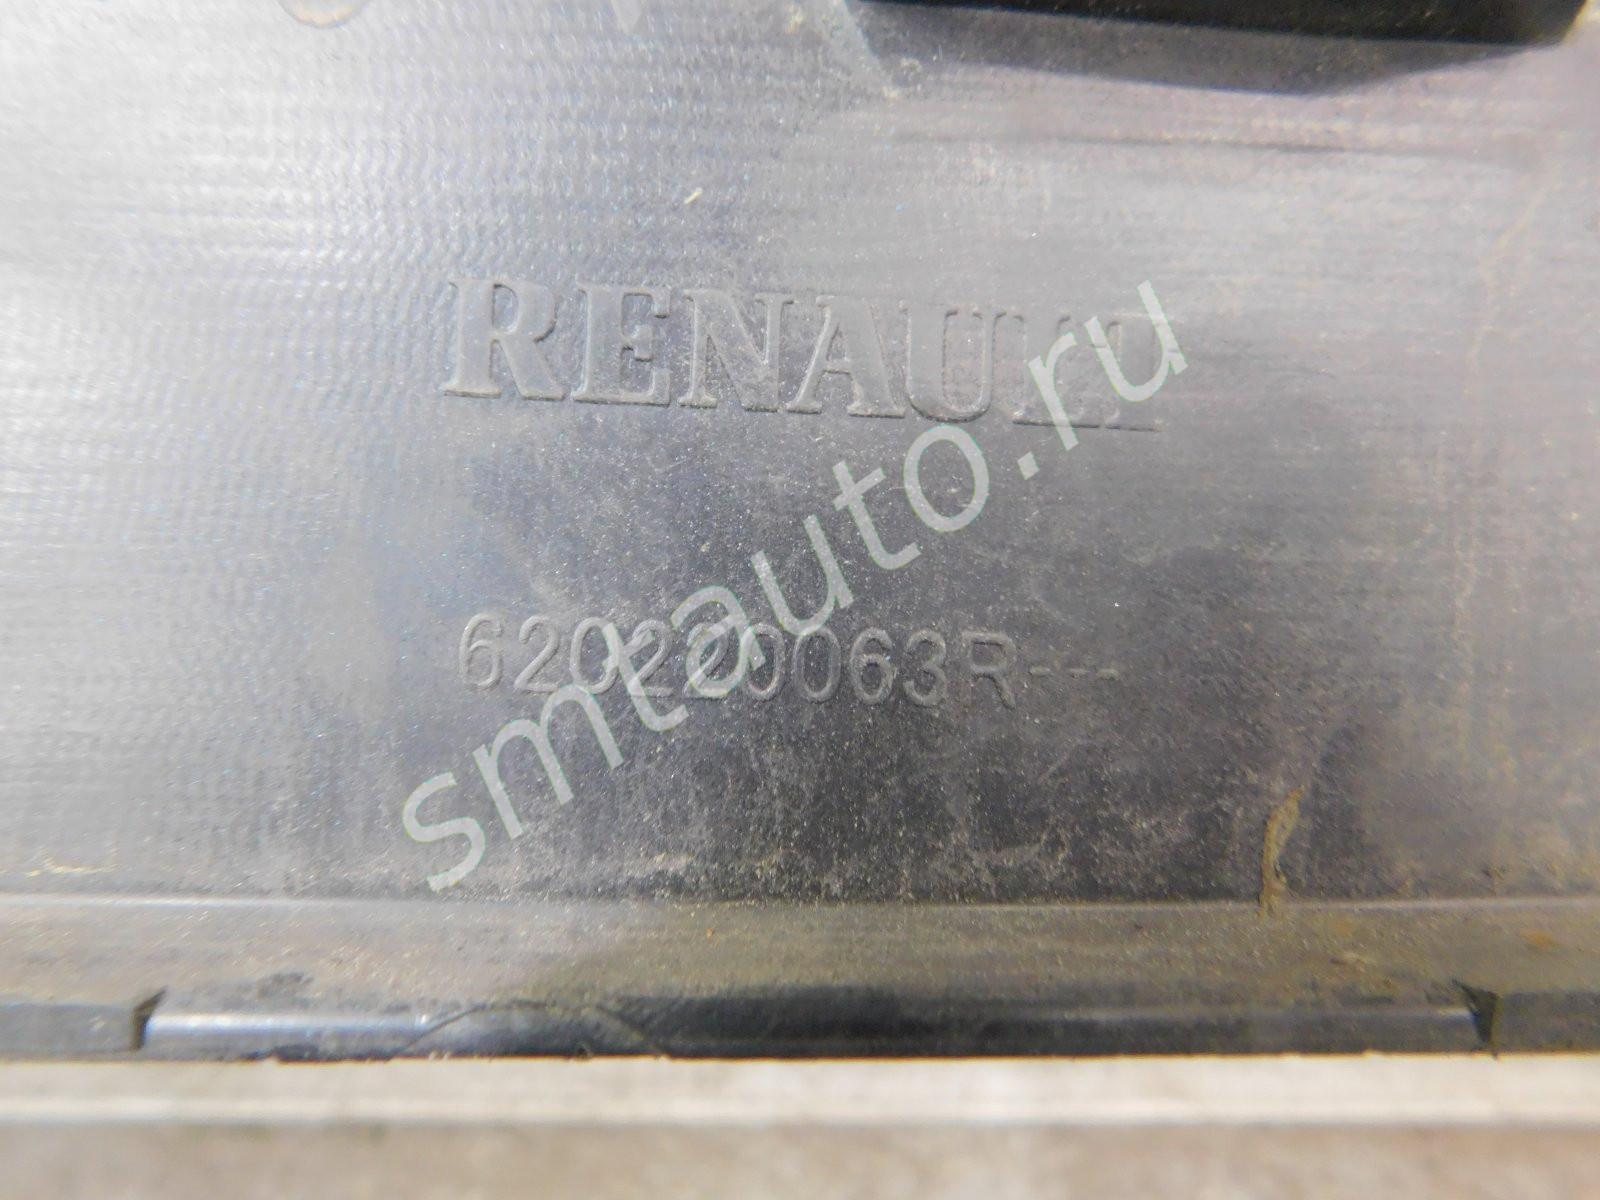 RENAULT
620220063R---
smtauto.ru